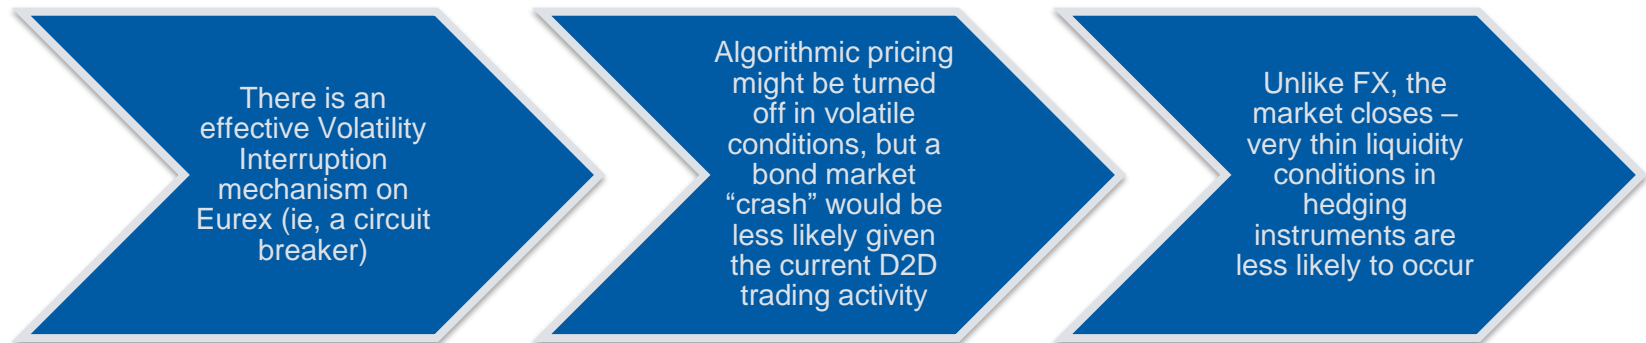 There is an
effective Volatility
Interruption
mechanism on
Eurex (ie, a circuit
breaker)
Algorithmic pricing
might be turned
off in volatile
conditions, but a
bond market
“crash” would be
less likely given
the current D2D
trading activity
Unlike FX, the
market closes –
very thin liquidity
conditions in
hedging
instruments are
less likely to occur